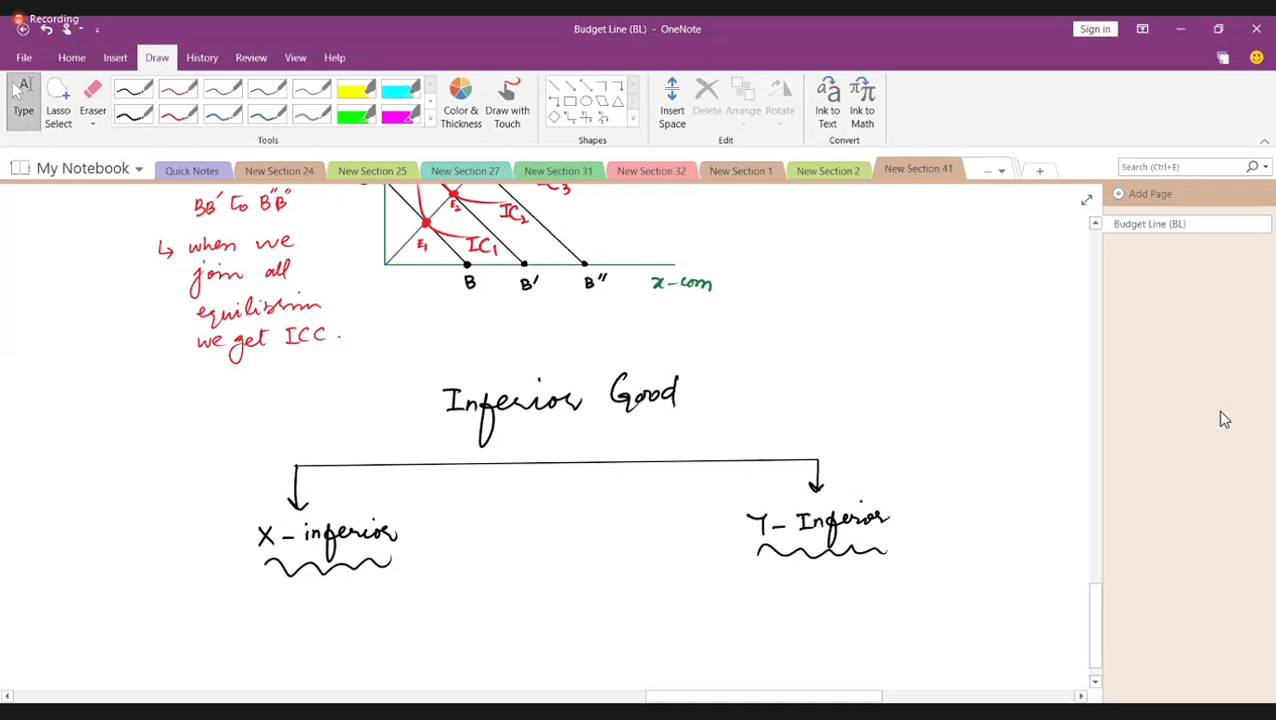 Recording
Budget Line (BL) - OneNote
Sign in
File Home Insert Draw History Review View Help
Type
Lasso Select
Eraser
Color & Thickness
Draw with Touch
Insert Space
Delete
Arrange
Rotate
Ink to Text
Ink to Math
Tools
Shapes
Edit
Convert
My Notebook
Quick Notes
New Section 24
New Section 25
New Section 27
New Section 31
New Section 32
New Section 1
New Section 2
New Section 41
Search (Ctrl+E)
Add Page
Budget Line (BL)
BB' to B"B"
when we
join all
equilibrium
we get ICC.
E2
IC2
E1
IC1
B B' B" x-com
Inferior Good
X - inferior
Y - Inferior